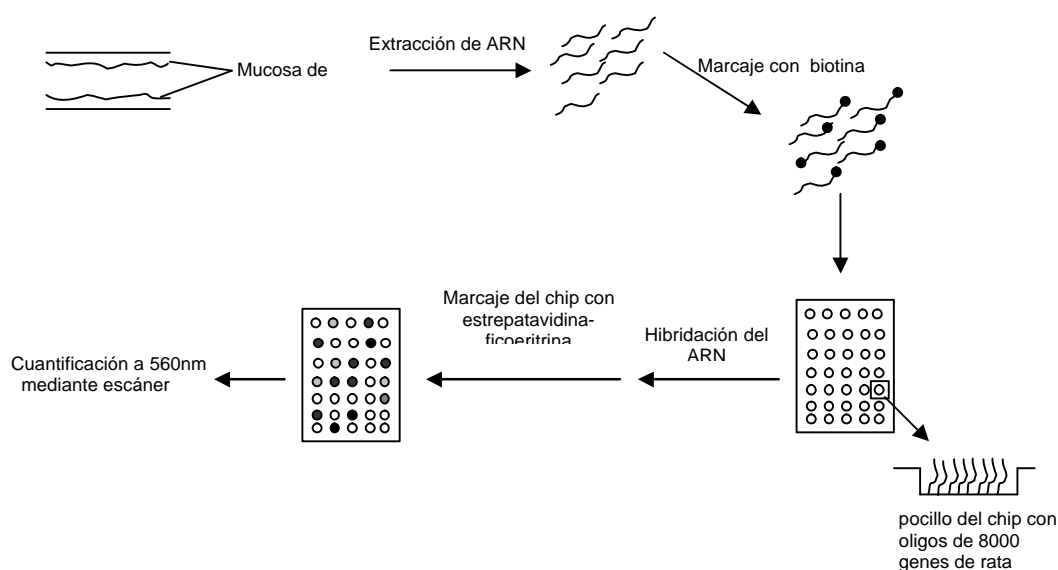 Extracción de ARN
Mucosa de
Marcaje con biotina
Marcaje del chip con
estrepatavidina-
ficoeritrina
Hibridación del
ARN
Cuantificación a 560nm
mediante escáner
pocillo del chip con
oligos de 8000
genes de rata